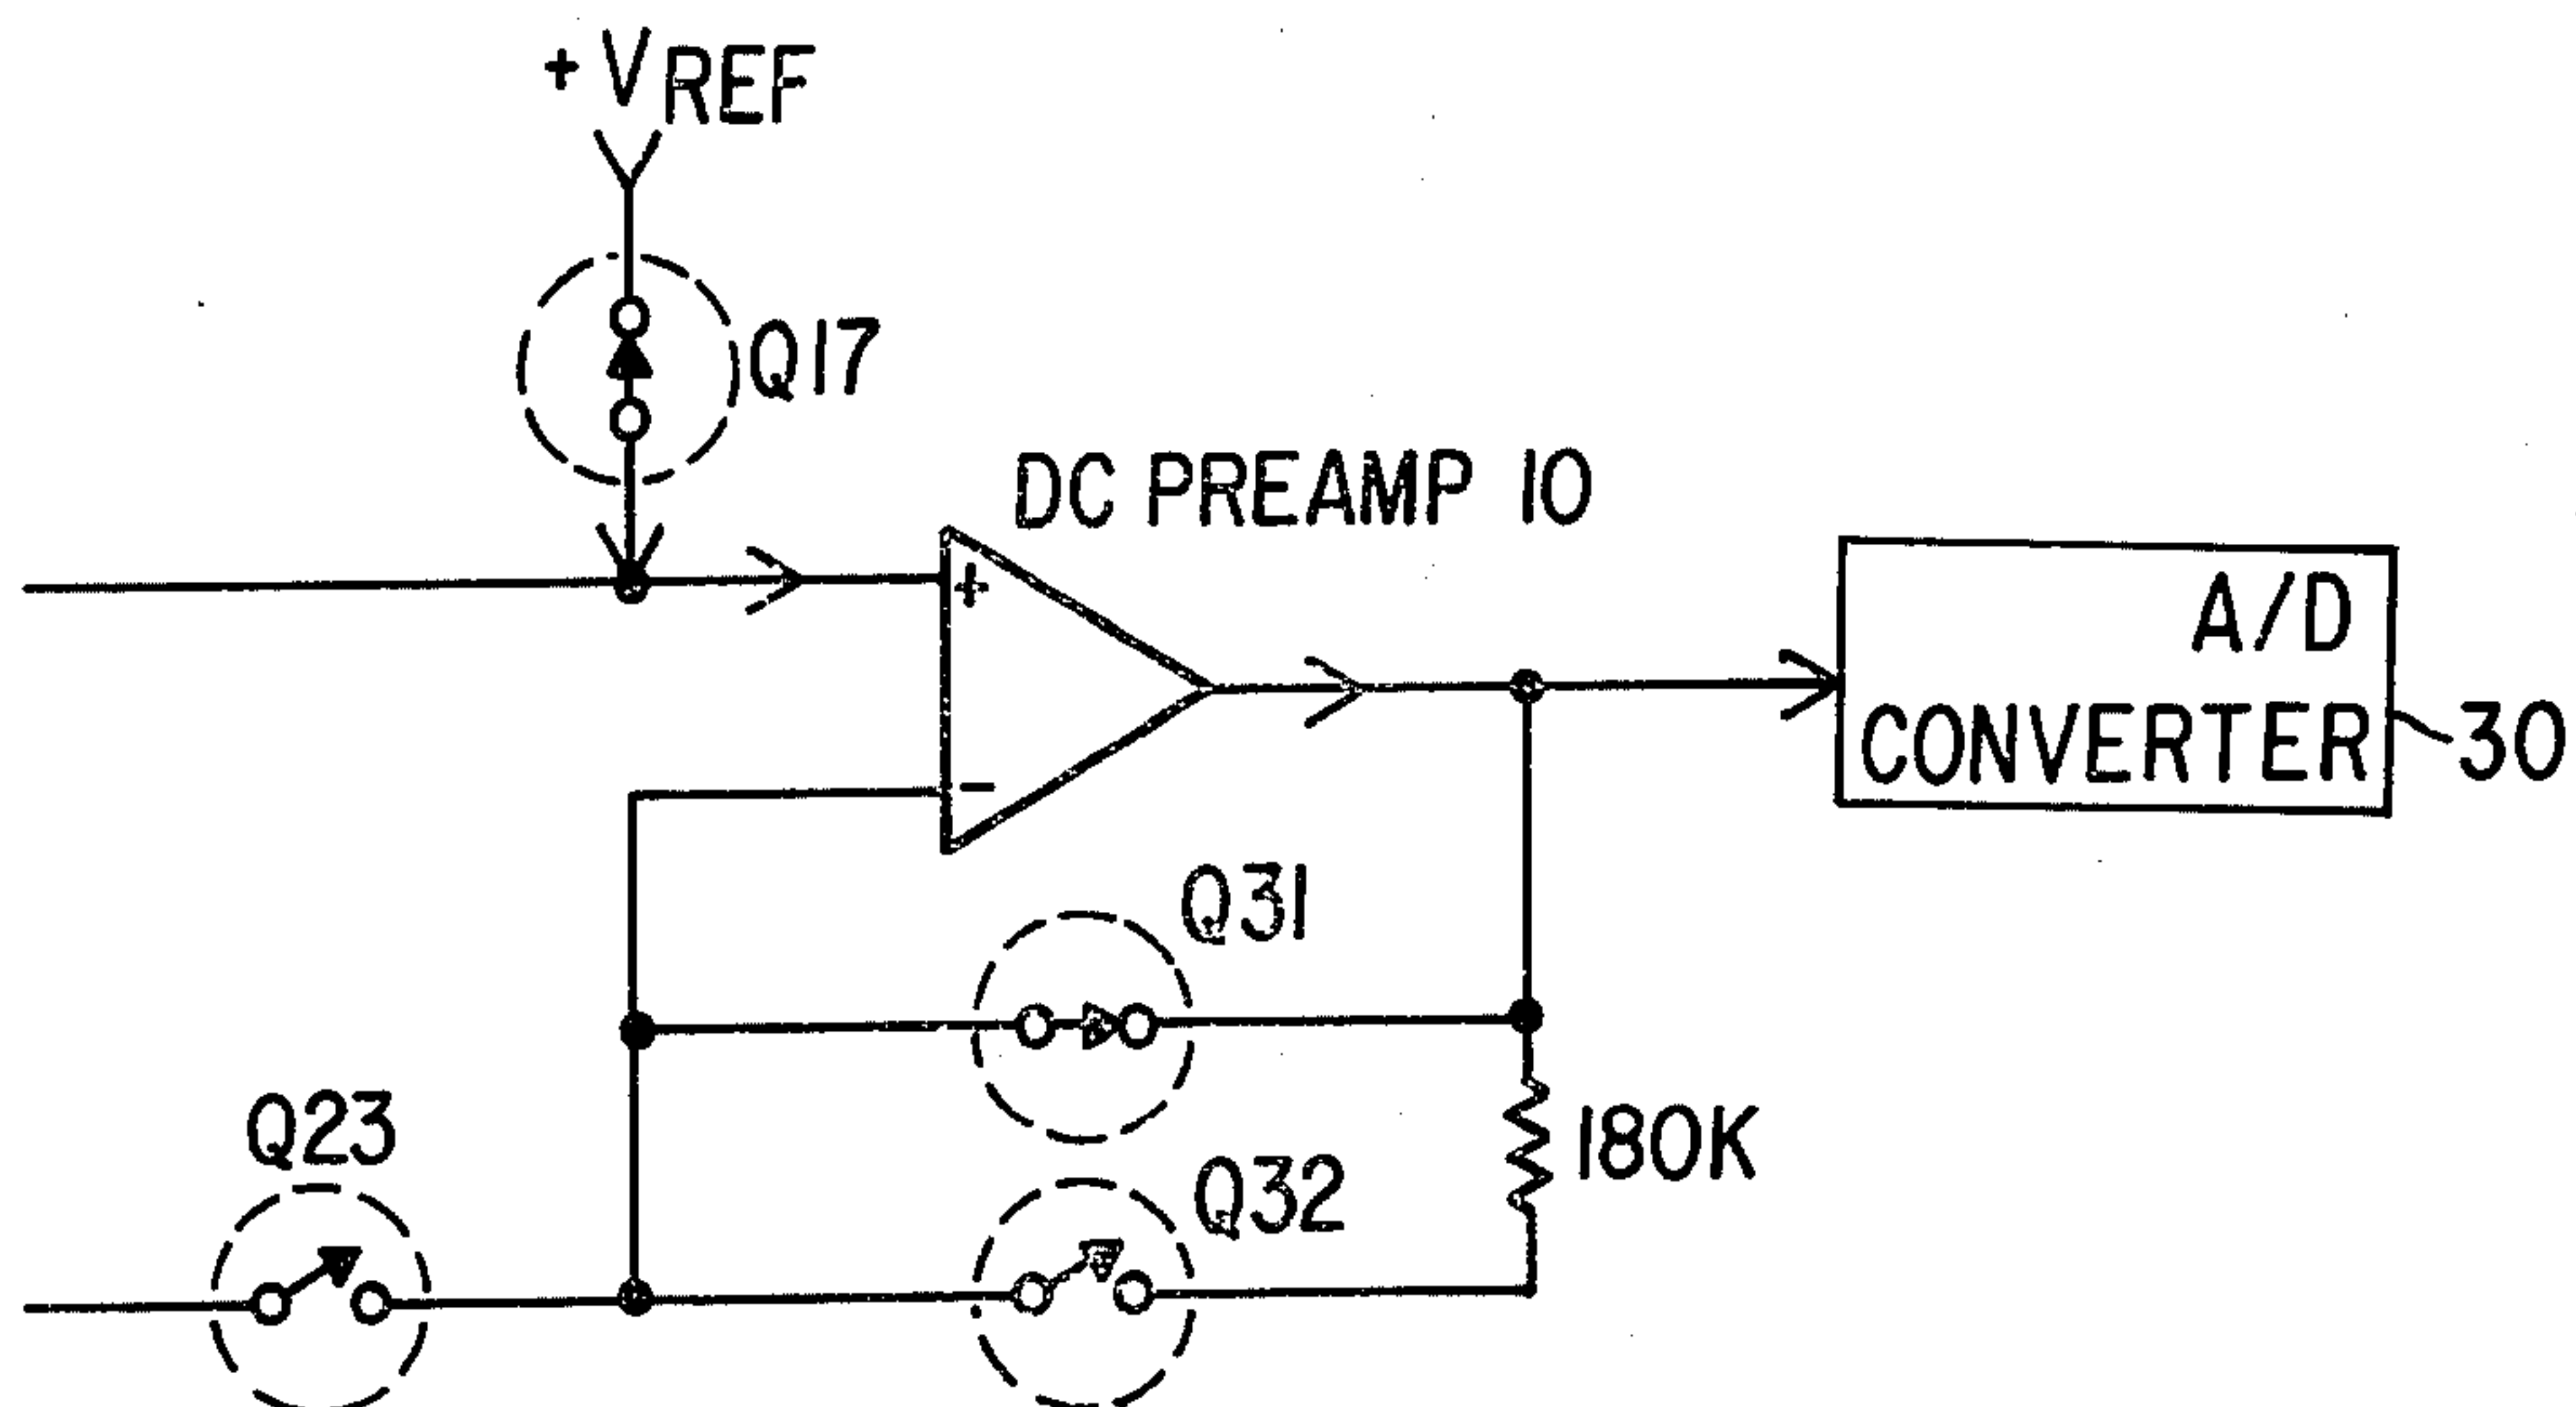 + VREF
Q17
DC PREAMP 10
+
A/D
CONVERTER
30
-
Q31
Q23
180K
Q32